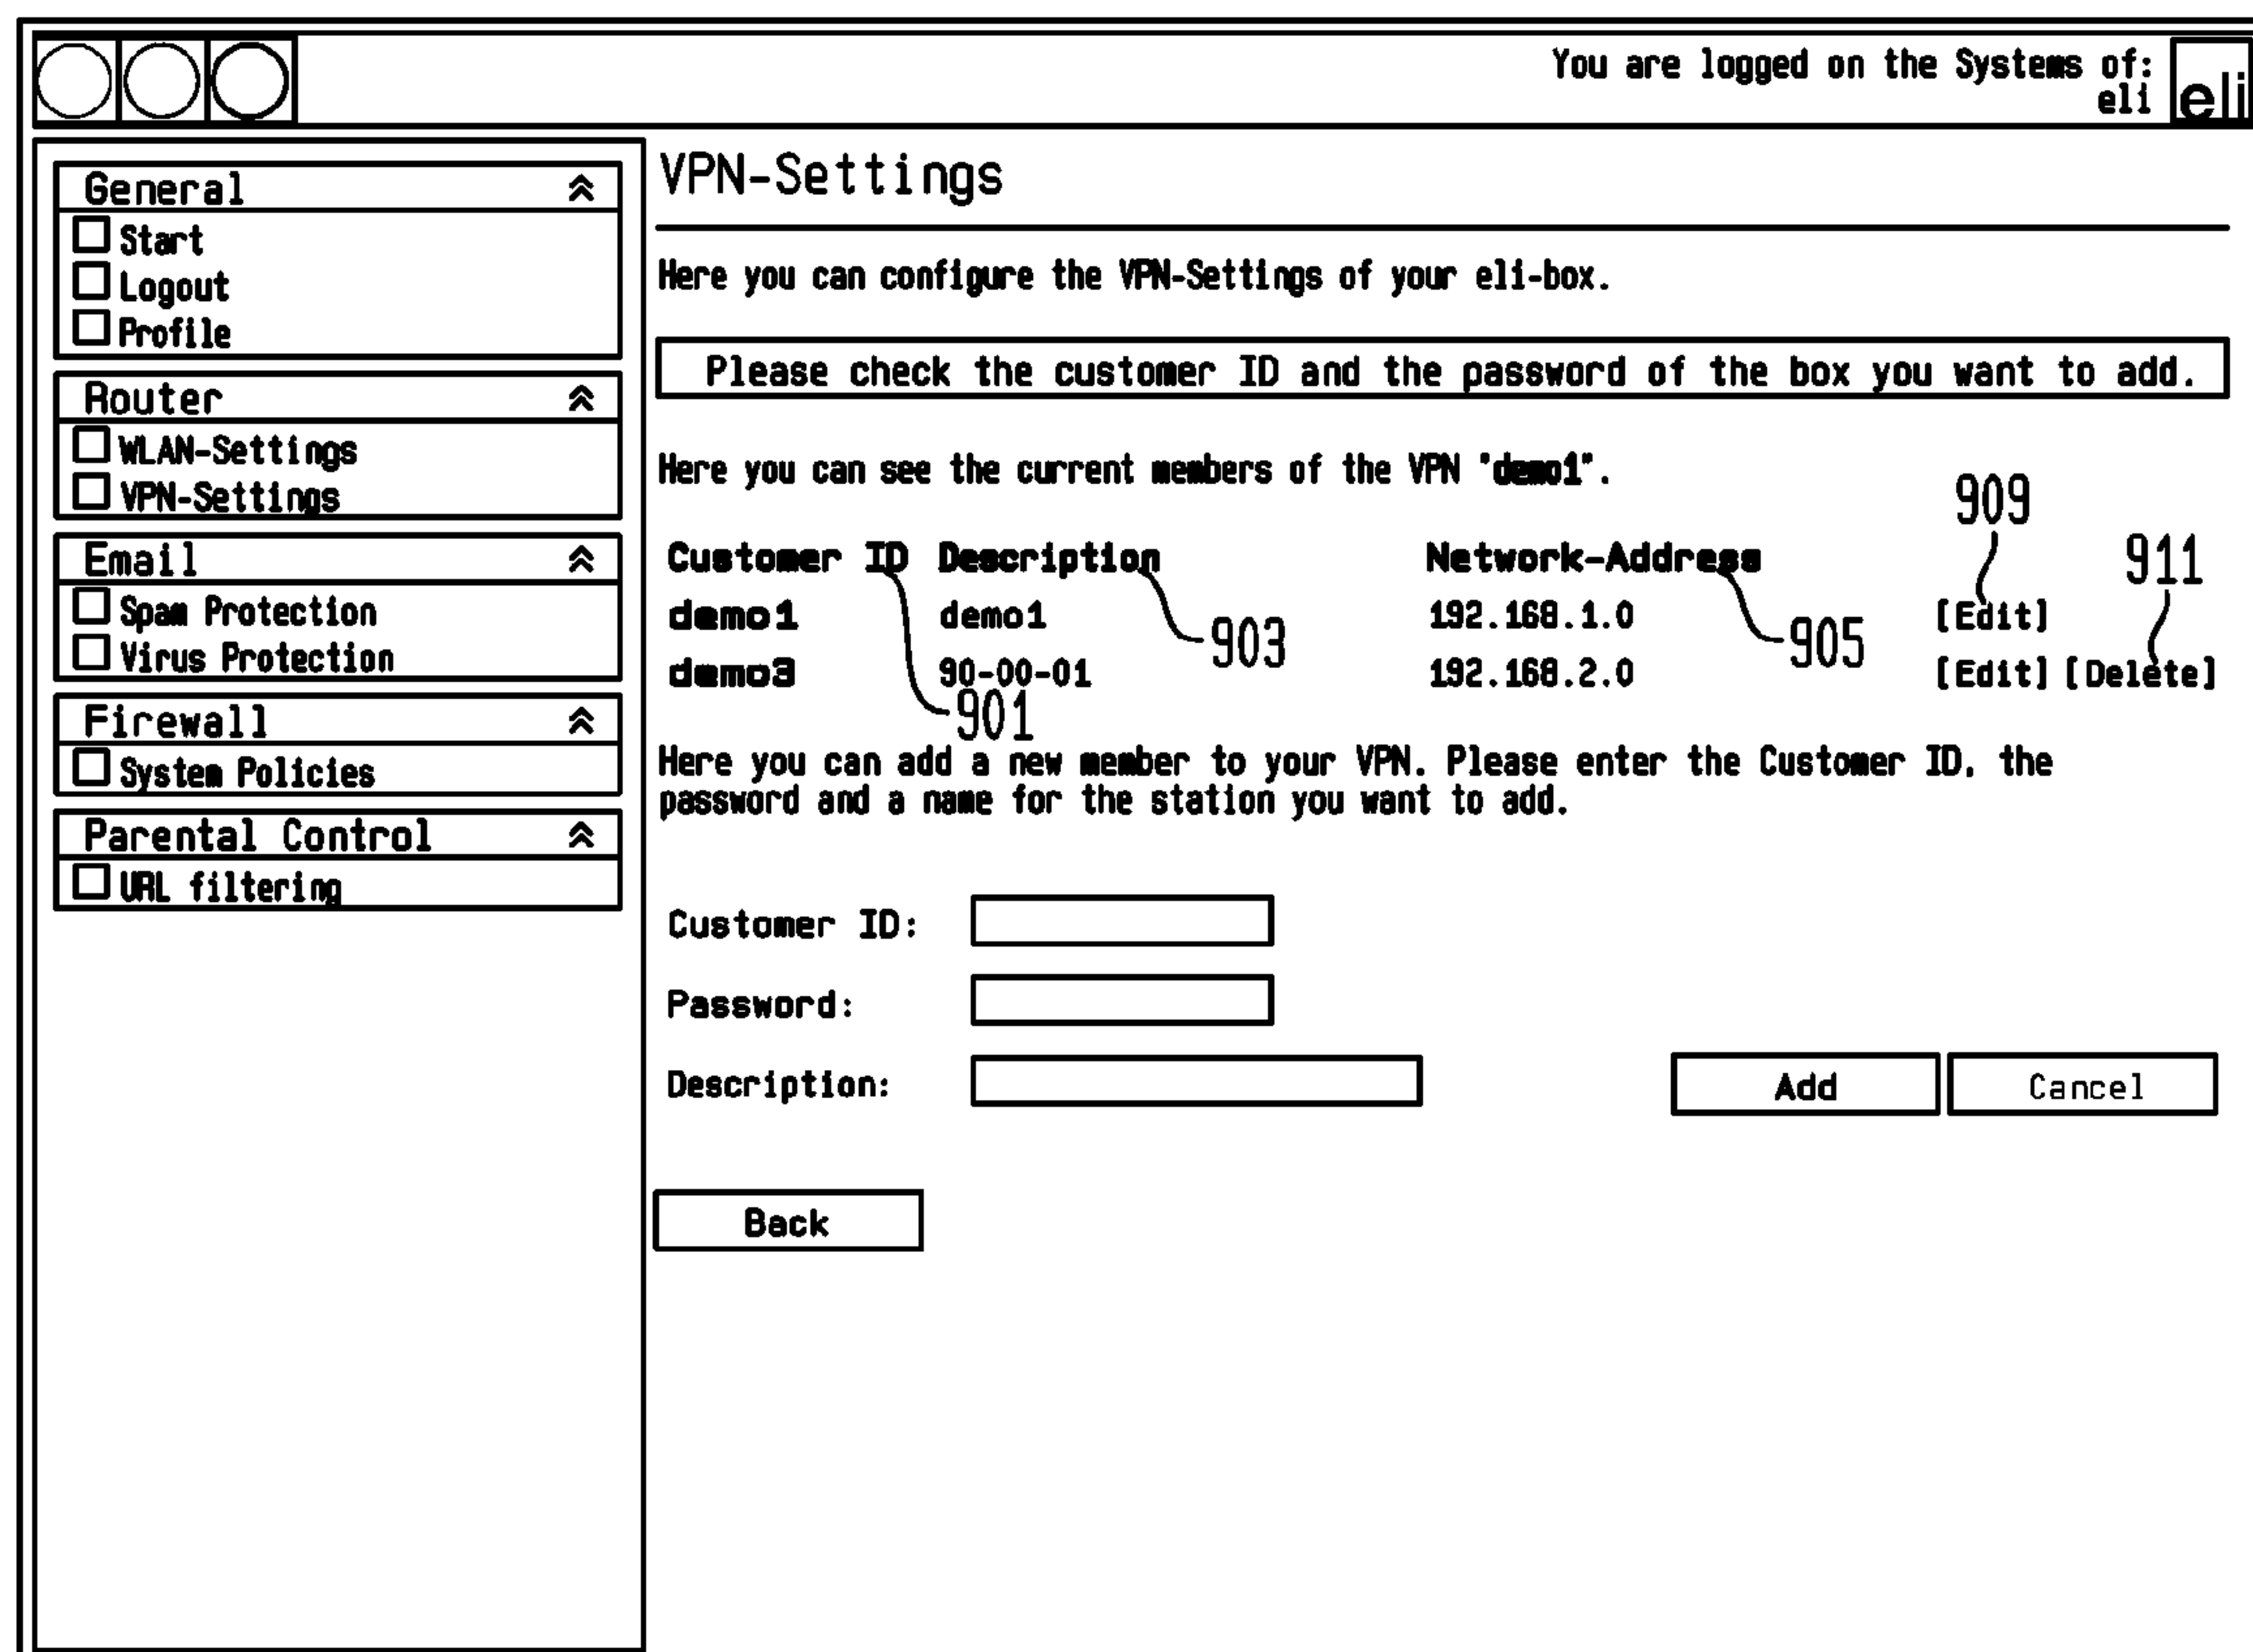 You are logged on the Systems of:
eli
eli
General
Start
Logout
Profile
Router
WLAN-Settings
VPN-Settings
Email
Spam Protection
Virus Protection
Firewall
System Policies
Parental Control
URL filtering
VPN-Settings
Here you can configure the VPN-Settings of your eli-box.
Please check the customer ID and the password of the box you want to add.
Here you can see the current members of the VPN "demo1".
909
911
Customer ID Description Network-Address
demo1 demo1 192.168.1.0 [Edit]
903 905
demo3 90-00-01 192.168.2.0 [Edit] [Delete]
901
Here you can add a new member to your VPN. Please enter the Customer ID, the
password and a name for the station you want to add.
Customer ID:
Password:
Description:
Add Cancel
Back